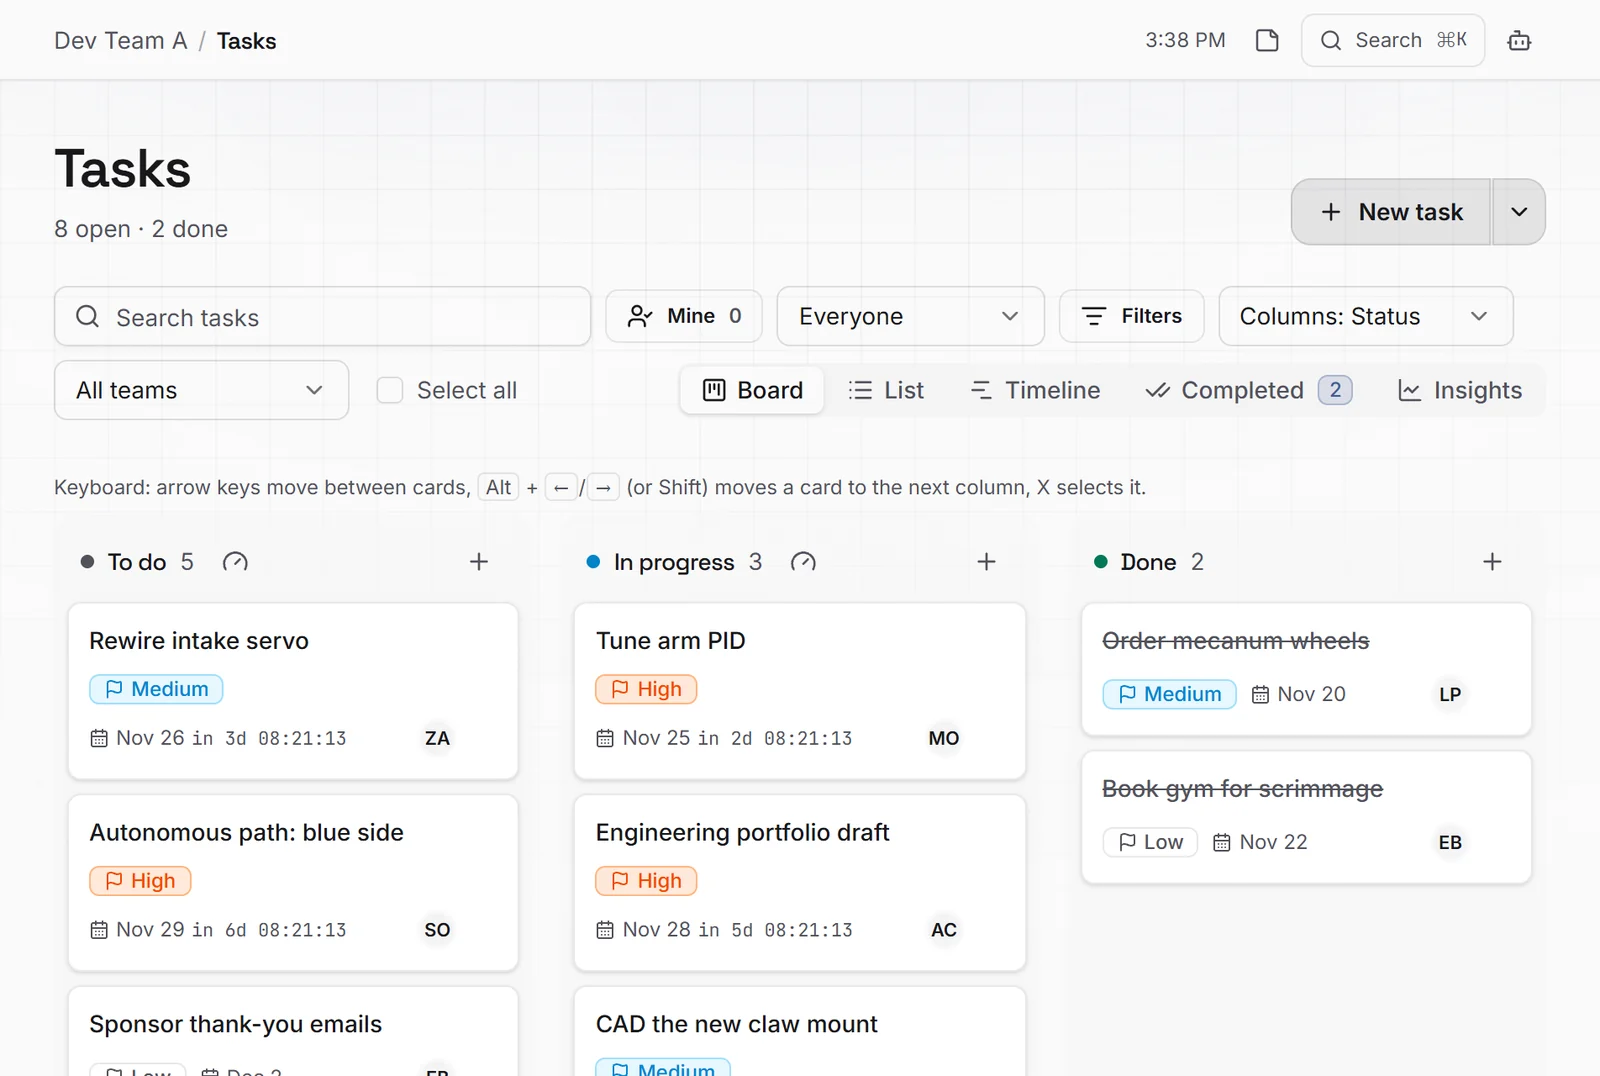 Dev Team A / Tasks
3:38 PM
Search ⌘K
Tasks
8 open · 2 done
New task
Search tasks
Mine 0
Everyone
Filters
Columns: Status
All teams
Select all
Board
List
Timeline
Completed 2
Insights
Keyboard: arrow keys move between cards, Alt + ←/→ (or Shift) moves a card to the next column, X selects it.
To do 5
Rewire intake servo
Medium
Nov 26 in 3d 08:21:13
ZA
Autonomous path: blue side
High
Nov 29 in 6d 08:21:13
SO
Sponsor thank-you emails
Low
Dec 2
EB
In progress 3
Tune arm PID
High
Nov 25 in 2d 08:21:13
MO
Engineering portfolio draft
High
Nov 28 in 5d 08:21:13
AC
CAD the new claw mount
Medium
Done 2
Order mecanum wheels
Medium
Nov 20
LP
Book gym for scrimmage
Low
Nov 22
EB